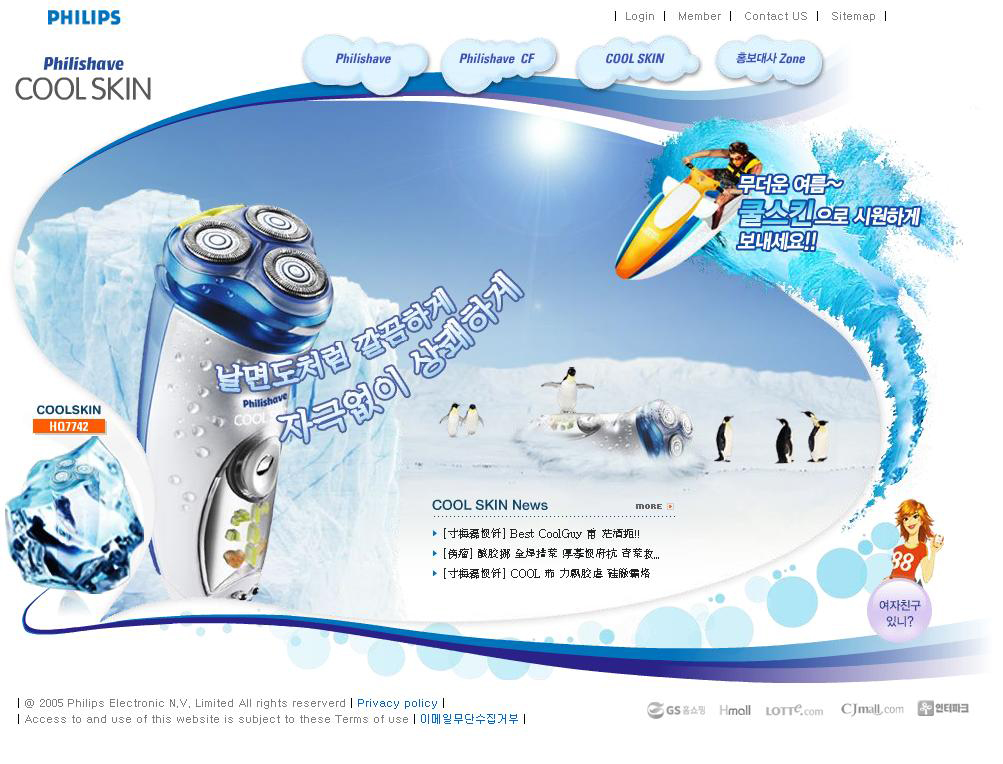 PHILIPS
| Login | Member | Contact US | Sitemap |
Philishave
COOL SKIN
Philishave
Philishave CF
COOL SKIN
홍보대사 Zone
무더운 여름~
쿨스킨으로 시원하게
보내세요!!
날면도처럼 깔끔하게
자극없이 상쾌하게
Philishave
COOL
COOLSKIN
HQ7742
COOL SKIN News
MORE
Best CoolGuy
COOL
88
여자친구
있니?
| @ 2005 Philips Electronic N.V. Limited All rights reserverd | Privacy policy |
| Access to and use of this website is subject to these Terms of use | 이메일무단수집거부 |
GS홈쇼핑
Hmall
LOTTE.com
CJmall.com
인터파크